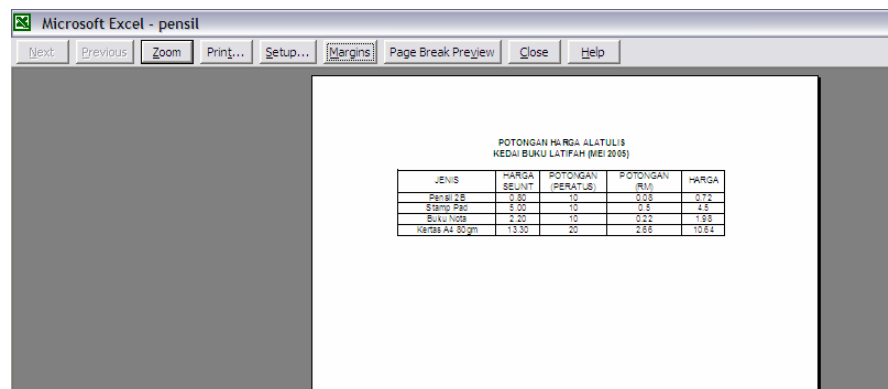 Microsoft Excel - pensil
Next Previous Zoom Print... Setup... Margins Page Break Preview Close Help
POTONGAN HARGA ALATULIS
KEDAI BUKU LATIFAH (MEI 2005)
JENIS HARGA SEUNIT POTONGAN (PERATUS) POTONGAN (RM) HARGA
Pensil 2B 0.80 10 0.08 0.72
Stamp Pad 5.00 10 0.5 4.5
Buku Nota 2.20 10 0.22 1.98
Kertas A4 80gm 13.30 20 2.66 10.64